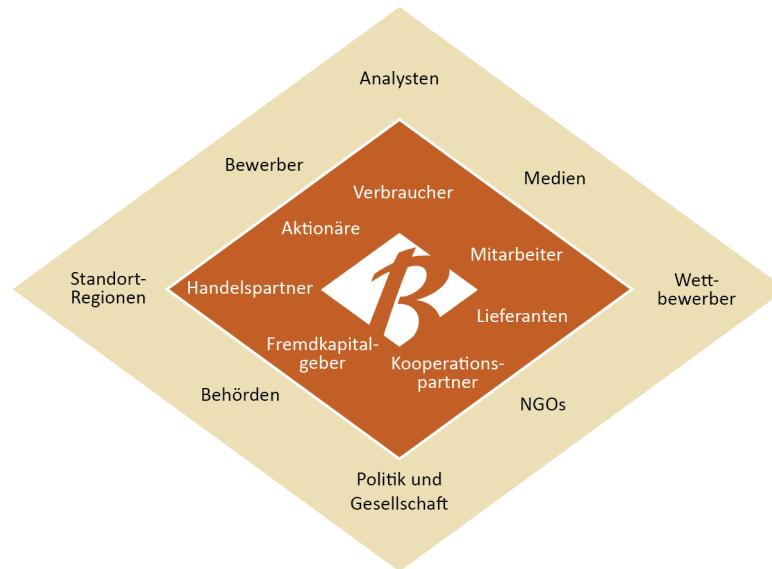 Analysten
Bewerber
Medien
Verbraucher
Aktionäre
Mitarbeiter
Standort-
Regionen
Handelspartner
B
Wett-
bewerber
Lieferanten
Fremdkapital-
geber
Kooperations-
partner
Behörden
NGOs
Politik und
Gesellschaft